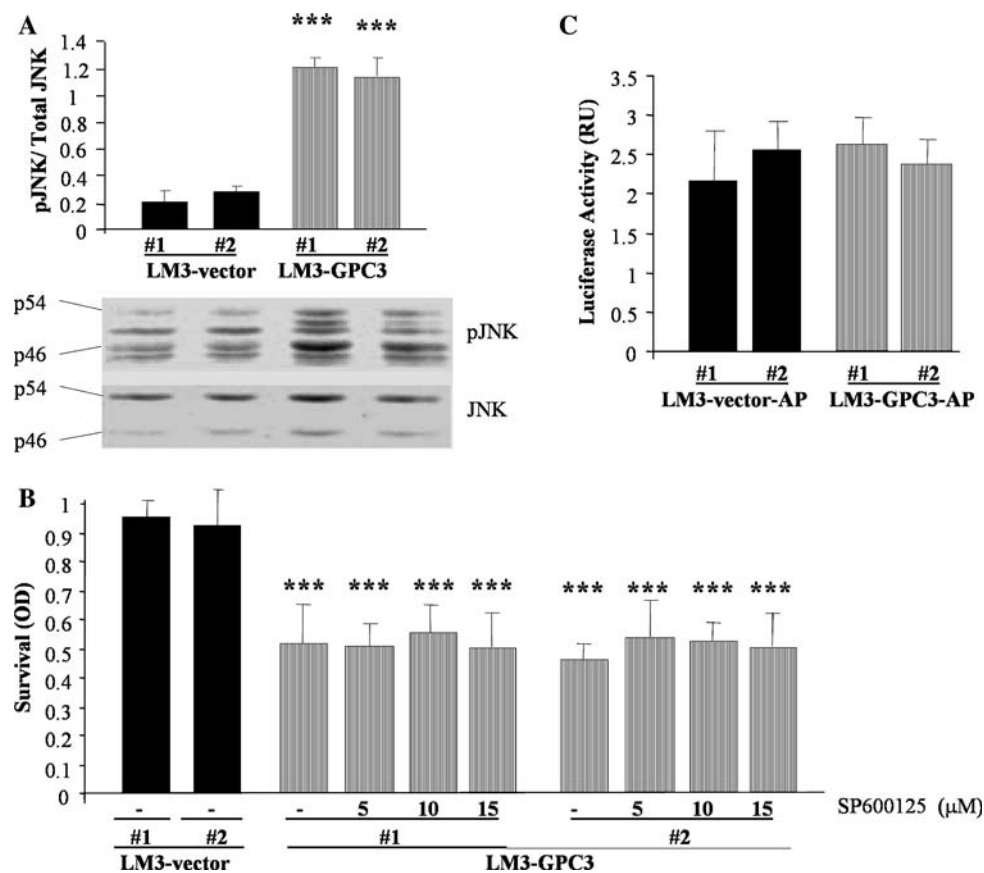 A
pJNK/ Total JNK
1.4
1.2
1
0.8
0.6
0.4
0.2
0
*** ***
#1 #2 #1 #2
LM3-vector LM3-GPC3
p54
p46
pJNK
p54
p46
JNK
C
Luciferase Activity (RU)
3.5
3
2.5
2
1.5
1
0.5
0
#1 #2 #1 #2
LM3-vector-AP LM3-GPC3-AP
B
Survival (OD)
1
0.9
0.8
0.7
0.6
0.5
0.4
0.3
0.2
0.1
0
*** *** *** *** *** *** *** ***
- - - 5 10 15 - 5 10 15 SP600125 (µM)
#1 #2 #1 #2
LM3-vector LM3-GPC3